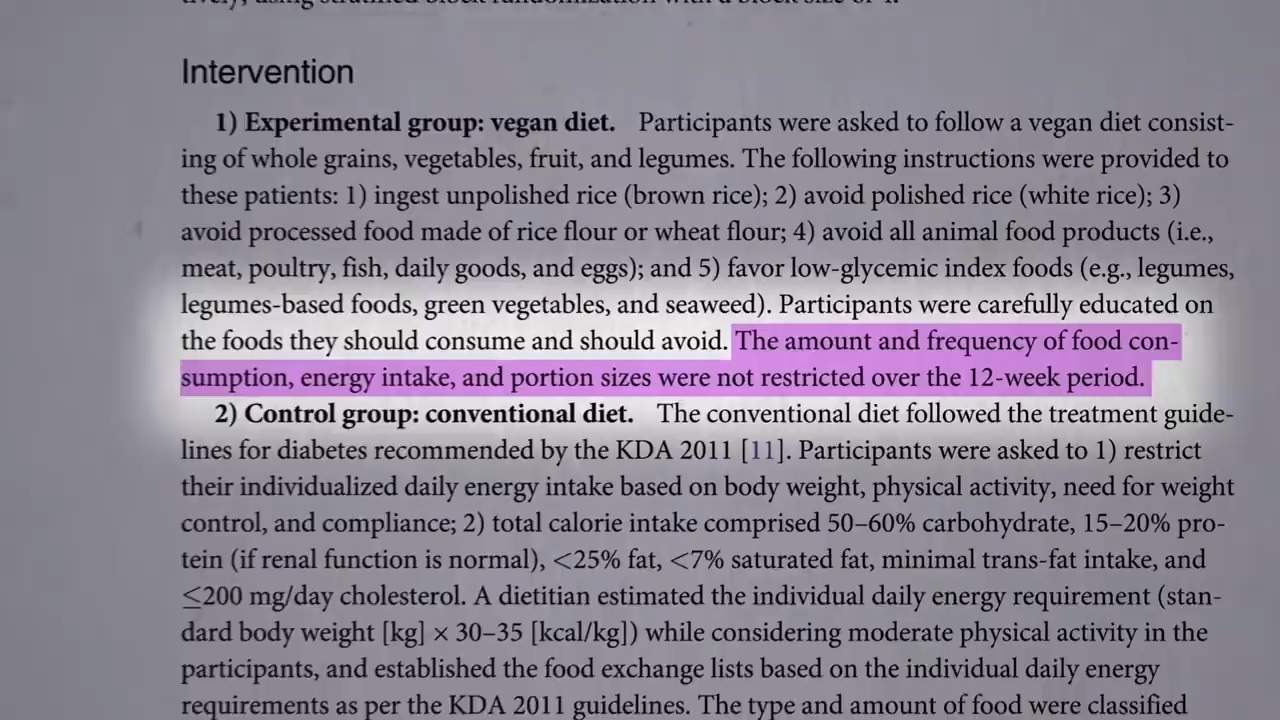 tively, using stratified block randomization with a block size of 4.
Intervention
1) Experimental group: vegan diet. Participants were asked to follow a vegan diet consist-
ing of whole grains, vegetables, fruit, and legumes. The following instructions were provided to
these patients: 1) ingest unpolished rice (brown rice); 2) avoid polished rice (white rice); 3)
avoid processed food made of rice flour or wheat flour; 4) avoid all animal food products (i.e.,
meat, poultry, fish, daily goods, and eggs); and 5) favor low-glycemic index foods (e.g., legumes,
legumes-based foods, green vegetables, and seaweed). Participants were carefully educated on
the foods they should consume and should avoid. The amount and frequency of food con-
sumption, energy intake, and portion sizes were not restricted over the 12-week period.
2) Control group: conventional diet. The conventional diet followed the treatment guide-
lines for diabetes recommended by the KDA 2011 [11]. Participants were asked to 1) restrict
their individualized daily energy intake based on body weight, physical activity, need for weight
control, and compliance; 2) total calorie intake comprised 50–60% carbohydrate, 15–20% pro-
tein (if renal function is normal), <25% fat, <7% saturated fat, minimal trans-fat intake, and
≤200 mg/day cholesterol. A dietitian estimated the individual daily energy requirement (stan-
dard body weight [kg] × 30–35 [kcal/kg]) while considering moderate physical activity in the
participants, and established the food exchange lists based on the individual daily energy
requirements as per the KDA 2011 guidelines. The type and amount of food were classified